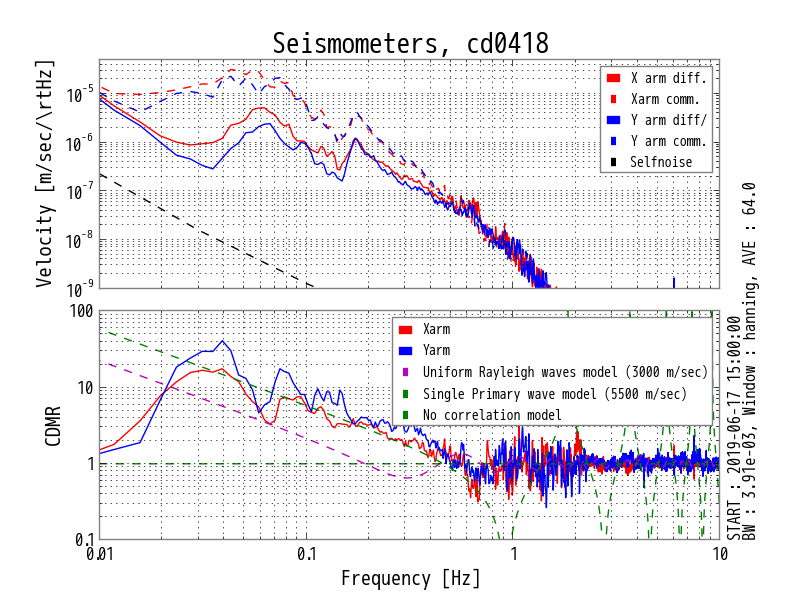 Seismometers, cd0418
Velocity [m/sec/\rtHz]
10-5
10-6
10-7
10-8
10-9
X arm diff.
Xarm comm.
Y arm diff/
Y arm comm.
Selfnoise
CDMR
100
10
1
0.1
Xarm
Yarm
Uniform Rayleigh waves model (3000 m/sec)
Single Primary wave model (5500 m/sec)
No correlation model
0.01
0.1
1
10
Frequency [Hz]
START : 2019-06-17 15:00:00
BW : 3.91e-03, Window : hanning, AVE : 64.0